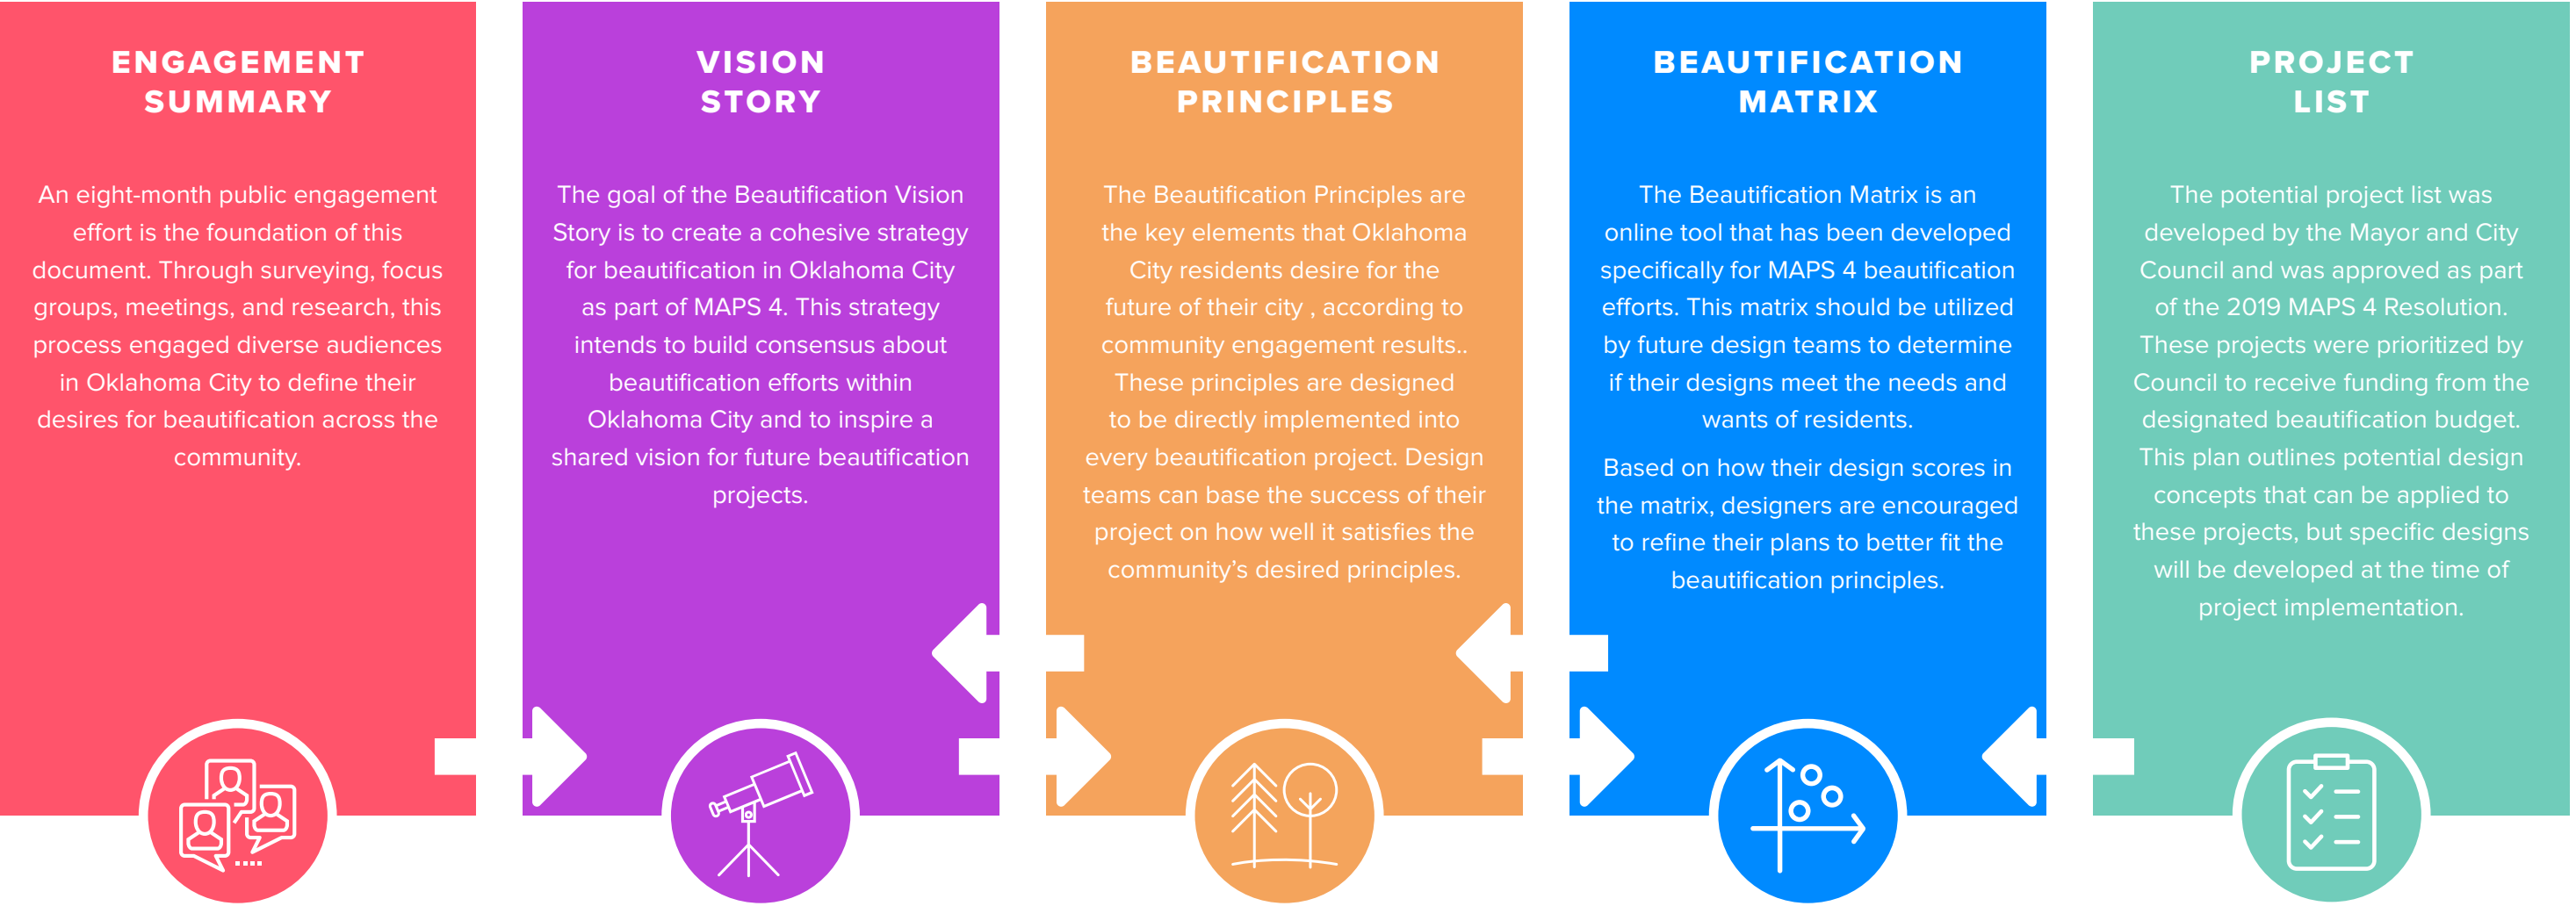 ENGAGEMENT
SUMMARY
An eight-month public engagement
effort is the foundation of this
document. Through surveying, focus
groups, meetings, and research, this
process engaged diverse audiences
in Oklahoma City to define their
desires for beautification across the
community.
VISION
STORY
The goal of the Beautification Vision
Story is to create a cohesive strategy
for beautification in Oklahoma City
as part of MAPS 4. This strategy
intends to build consensus about
beautification efforts within
Oklahoma City and to inspire a
shared vision for future beautification
projects.
BEAUTIFICATION
PRINCIPLES
The Beautification Principles are
the key elements that Oklahoma
City residents desire for the
future of their city , according to
community engagement results..
These principles are designed
to be directly implemented into
every beautification project. Design
teams can base the success of their
project on how well it satisfies the
community’s desired principles.
BEAUTIFICATION
MATRIX
The Beautification Matrix is an
online tool that has been developed
specifically for MAPS 4 beautification
efforts. This matrix should be utilized
by future design teams to determine
if their designs meet the needs and
wants of residents.
Based on how their design scores in
the matrix, designers are encouraged
to refine their plans to better fit the
beautification principles.
PROJECT
LIST
The potential project list was
developed by the Mayor and City
Council and was approved as part
of the 2019 MAPS 4 Resolution.
These projects were prioritized by
Council to receive funding from the
designated beautification budget.
This plan outlines potential design
concepts that can be applied to
these projects, but specific designs
will be developed at the time of
project implementation.